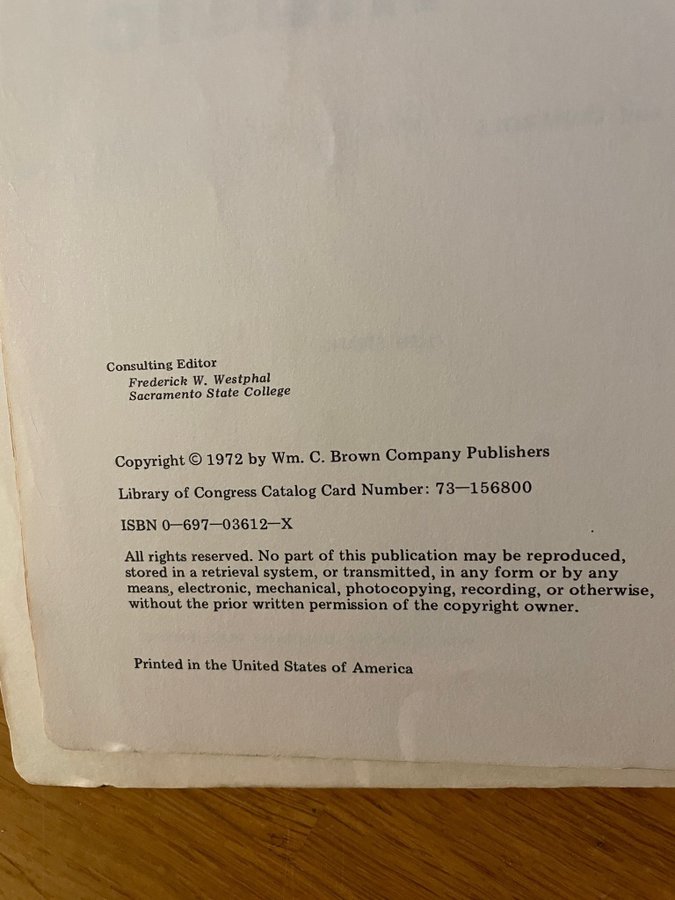 Consulting Editor
Frederick W. Westphal
Sacramento State College
Copyright © 1972 by Wm. C. Brown Company Publishers
Library of Congress Catalog Card Number: 73—156800
ISBN 0—697—03612—X
All rights reserved. No part of this publication may be reproduced,
stored in a retrieval system, or transmitted, in any form or by any
means, electronic, mechanical, photocopying, recording, or otherwise,
without the prior written permission of the copyright owner.
Printed in the United States of America